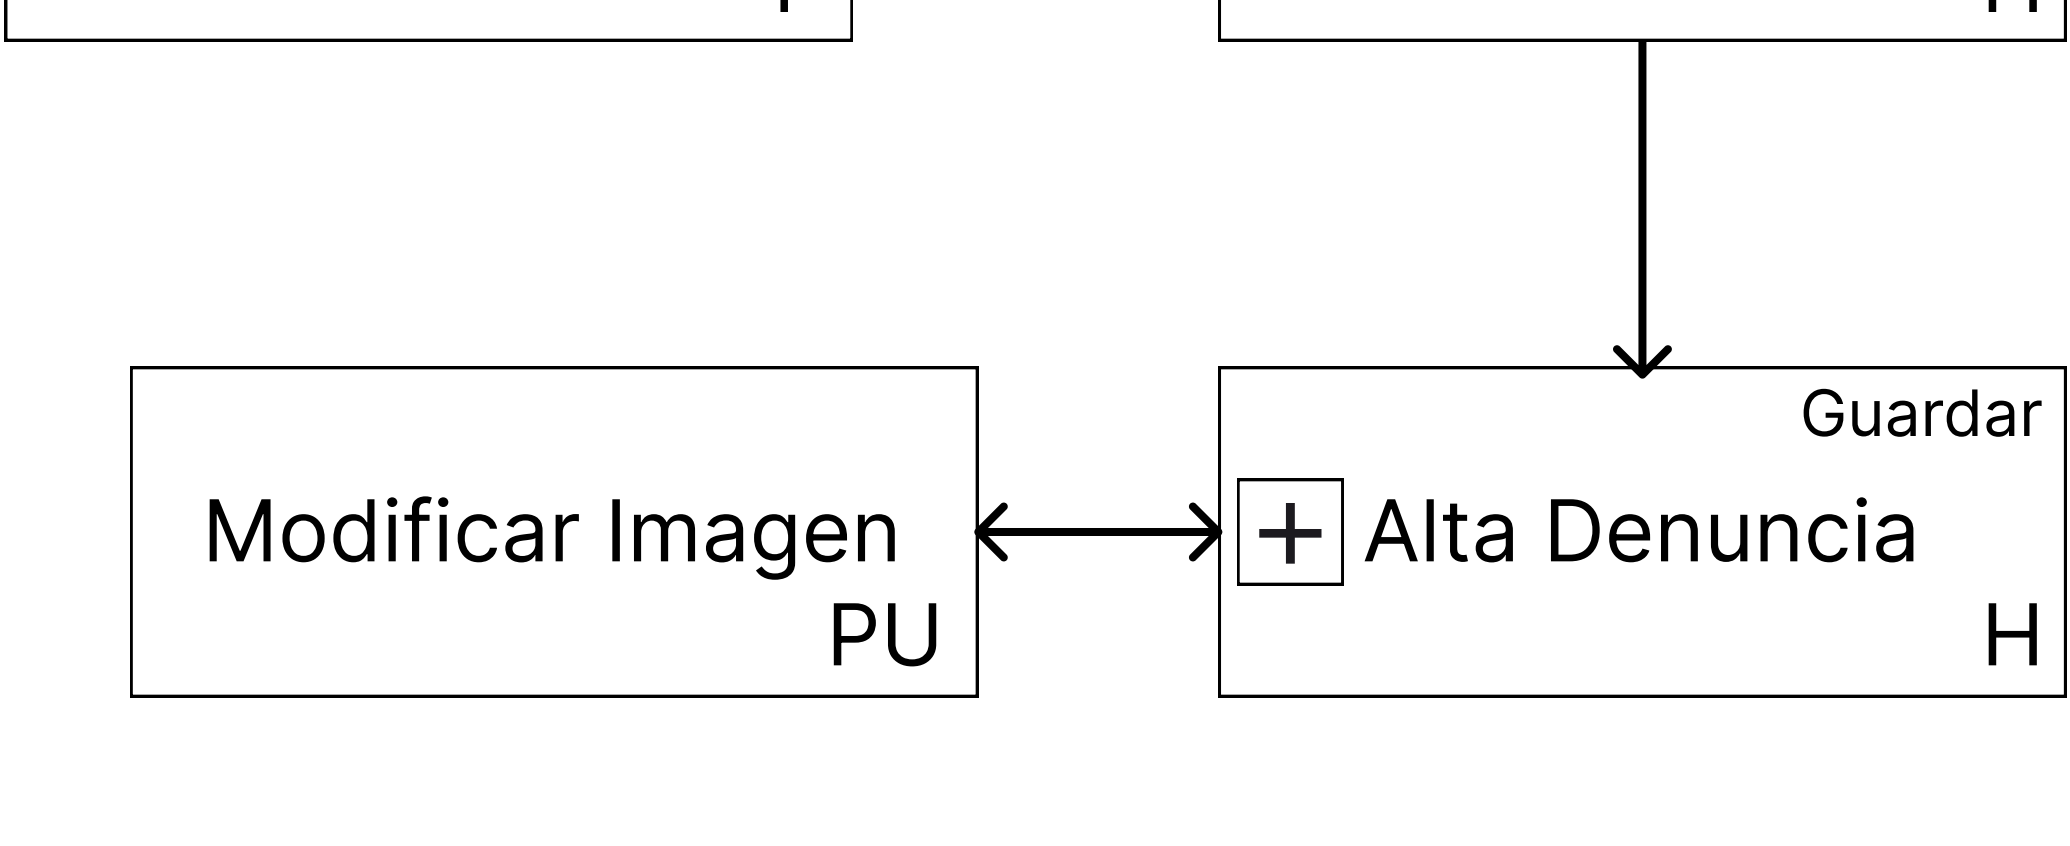 Guardar
Modificar Imagen
+ Alta Denuncia
PU
H